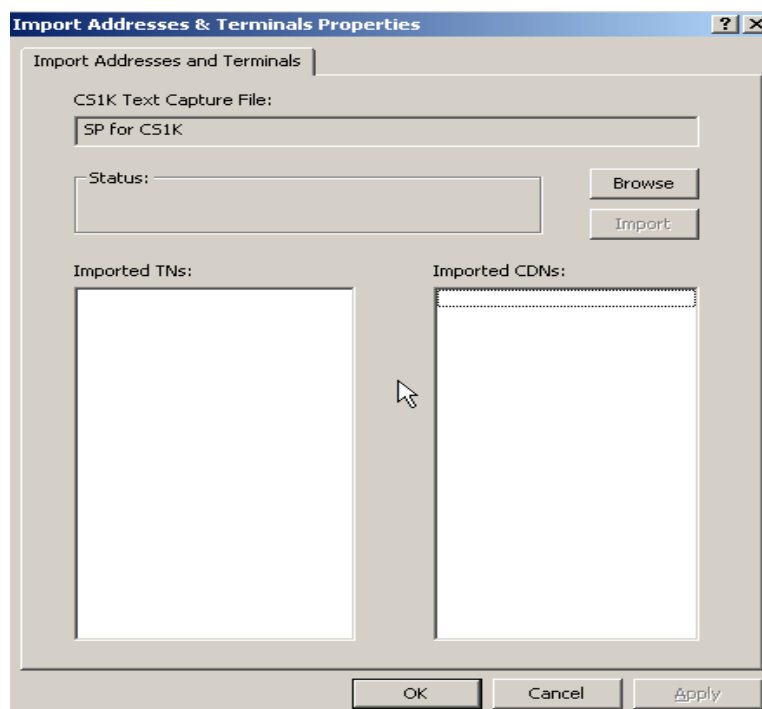 Import Addresses & Terminals Properties
Import Addresses and Terminals
CS1K Text Capture File:
SP for CS1K
Status:
Browse
Import
Imported TNs:
Imported CDNs:
OK
Cancel
Apply